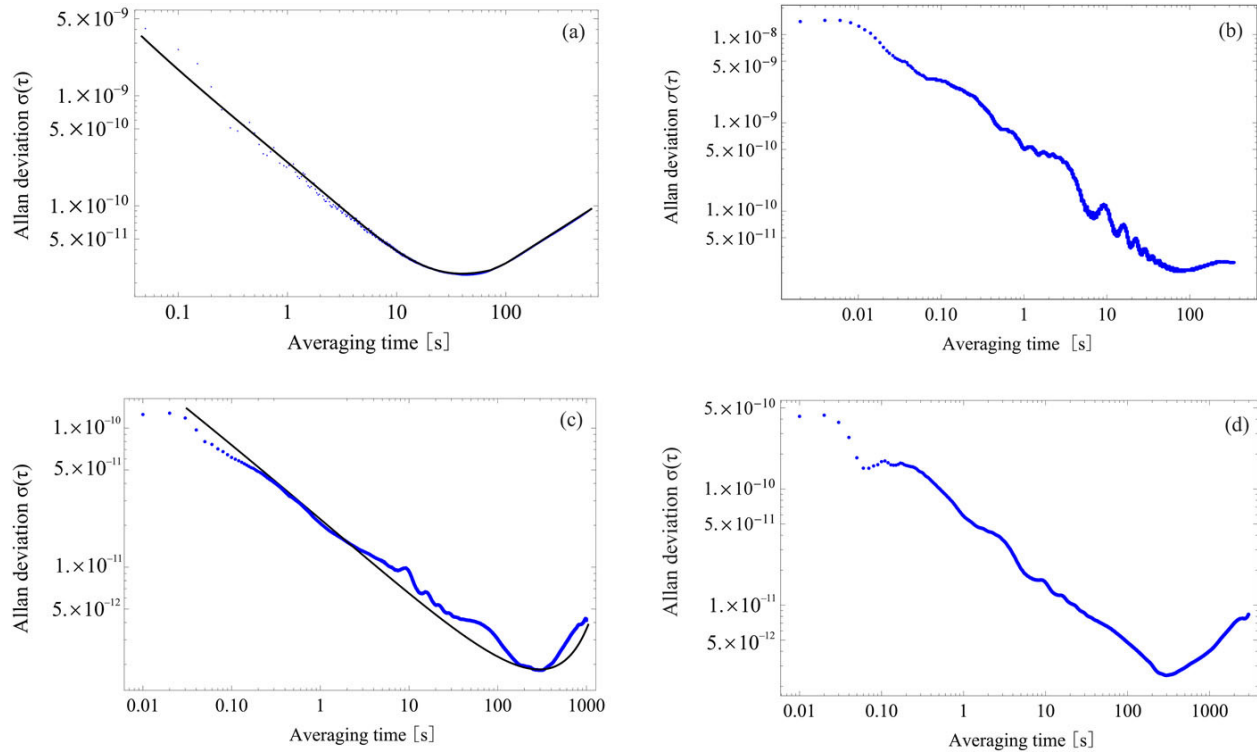 5.×10⁻⁹
1.×10⁻⁹
5.×10⁻¹⁰
1.×10⁻¹⁰
5.×10⁻¹¹
Allan deviation σ(τ)
(a)
0.1 1 10 100
Averaging time [s]
1.×10⁻⁸
5.×10⁻⁹
1.×10⁻⁹
5.×10⁻¹⁰
1.×10⁻¹⁰
5.×10⁻¹¹
Allan deviation σ(τ)
(b)
0.01 0.10 1 10 100
Averaging time [s]
1.×10⁻¹⁰
5.×10⁻¹¹
1.×10⁻¹¹
5.×10⁻¹²
Allan deviation σ(τ)
(c)
0.01 0.10 1 10 100 1000
Averaging time [s]
5.×10⁻¹⁰
1.×10⁻¹⁰
5.×10⁻¹¹
1.×10⁻¹¹
5.×10⁻¹²
Allan deviation σ(τ)
(d)
0.01 0.10 1 10 100 1000
Averaging time [s]